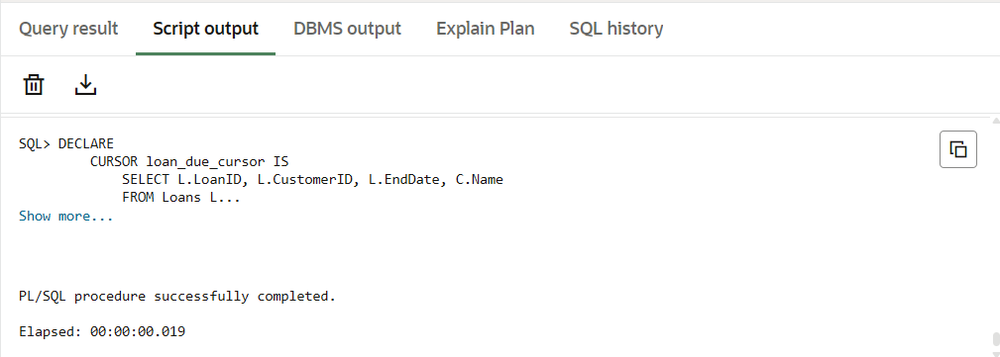 Query result Script output DBMS output Explain Plan SQL history
SQL> DECLARE
CURSOR loan_due_cursor IS
SELECT L.LoanID, L.CustomerID, L.EndDate, C.Name
FROM Loans L...
Show more...
PL/SQL procedure successfully completed.
Elapsed: 00:00:00.019